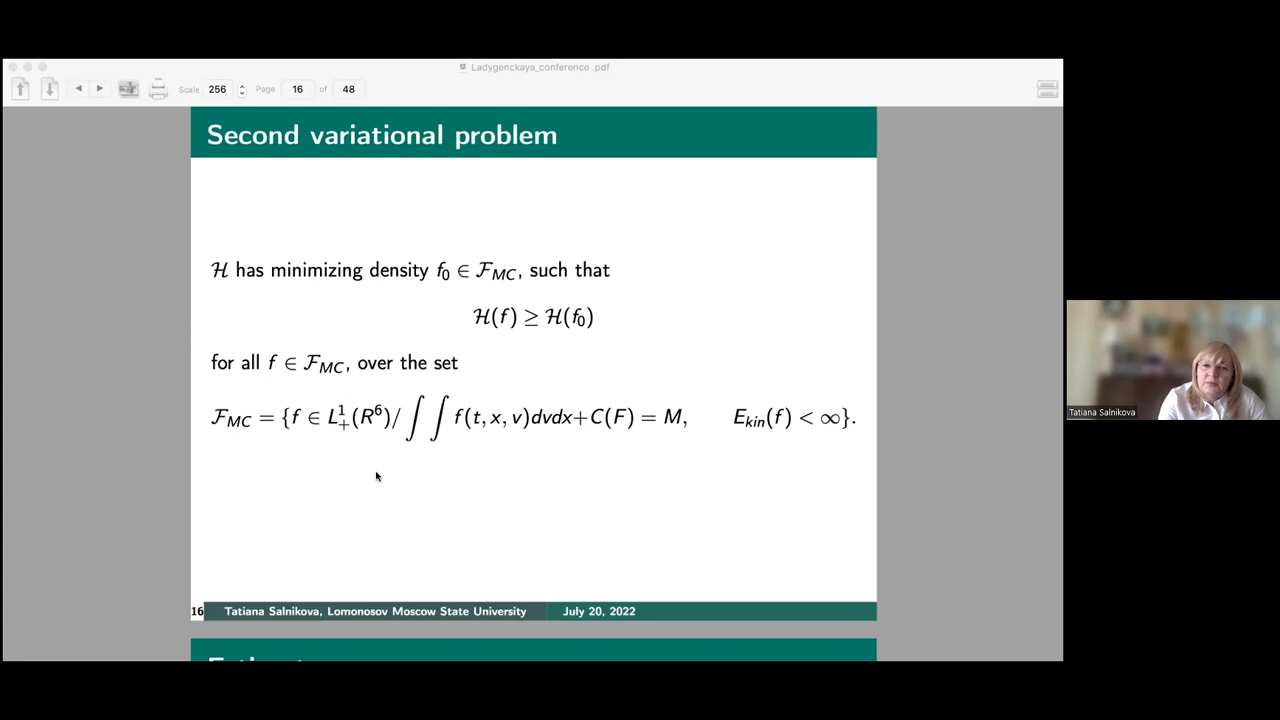 Ladygenckaya_conference .pdf
Scale 256 Page 16 of 48
Second variational problem
ℋ has minimizing density f₀ ∈ ℱ_MC, such that
ℋ(f) ≥ ℋ(f₀)
for all f ∈ ℱ_MC, over the set
ℱ_MC = {f ∈ L¹₊(R⁶)/ ∫ ∫ f(t, x, v)dvdx+C(F) = M, E_kin(f) < ∞}.
Tatiana Salnikova
16 Tatiana Salnikova, Lomonosov Moscow State University July 20, 2022